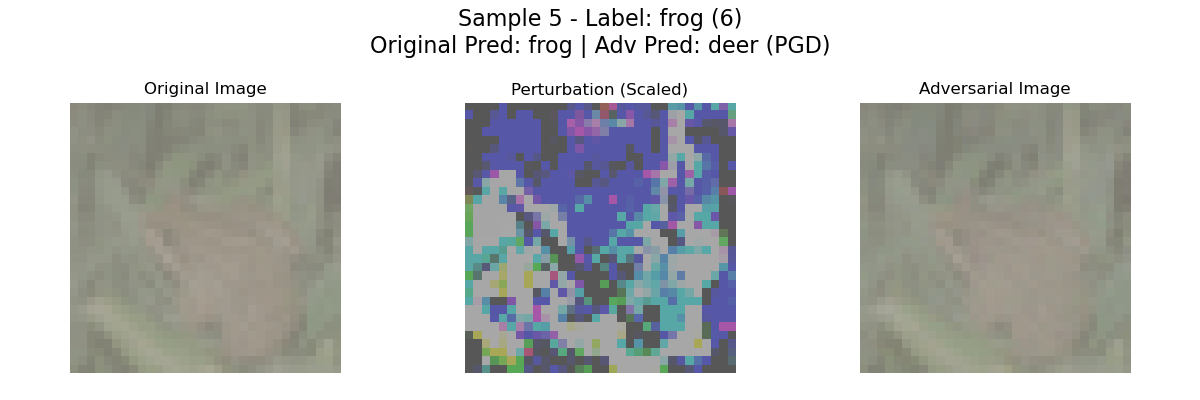 Sample 5 - Label: frog (6)
Original Pred: frog | Adv Pred: deer (PGD)
Original Image
Perturbation (Scaled)
Adversarial Image